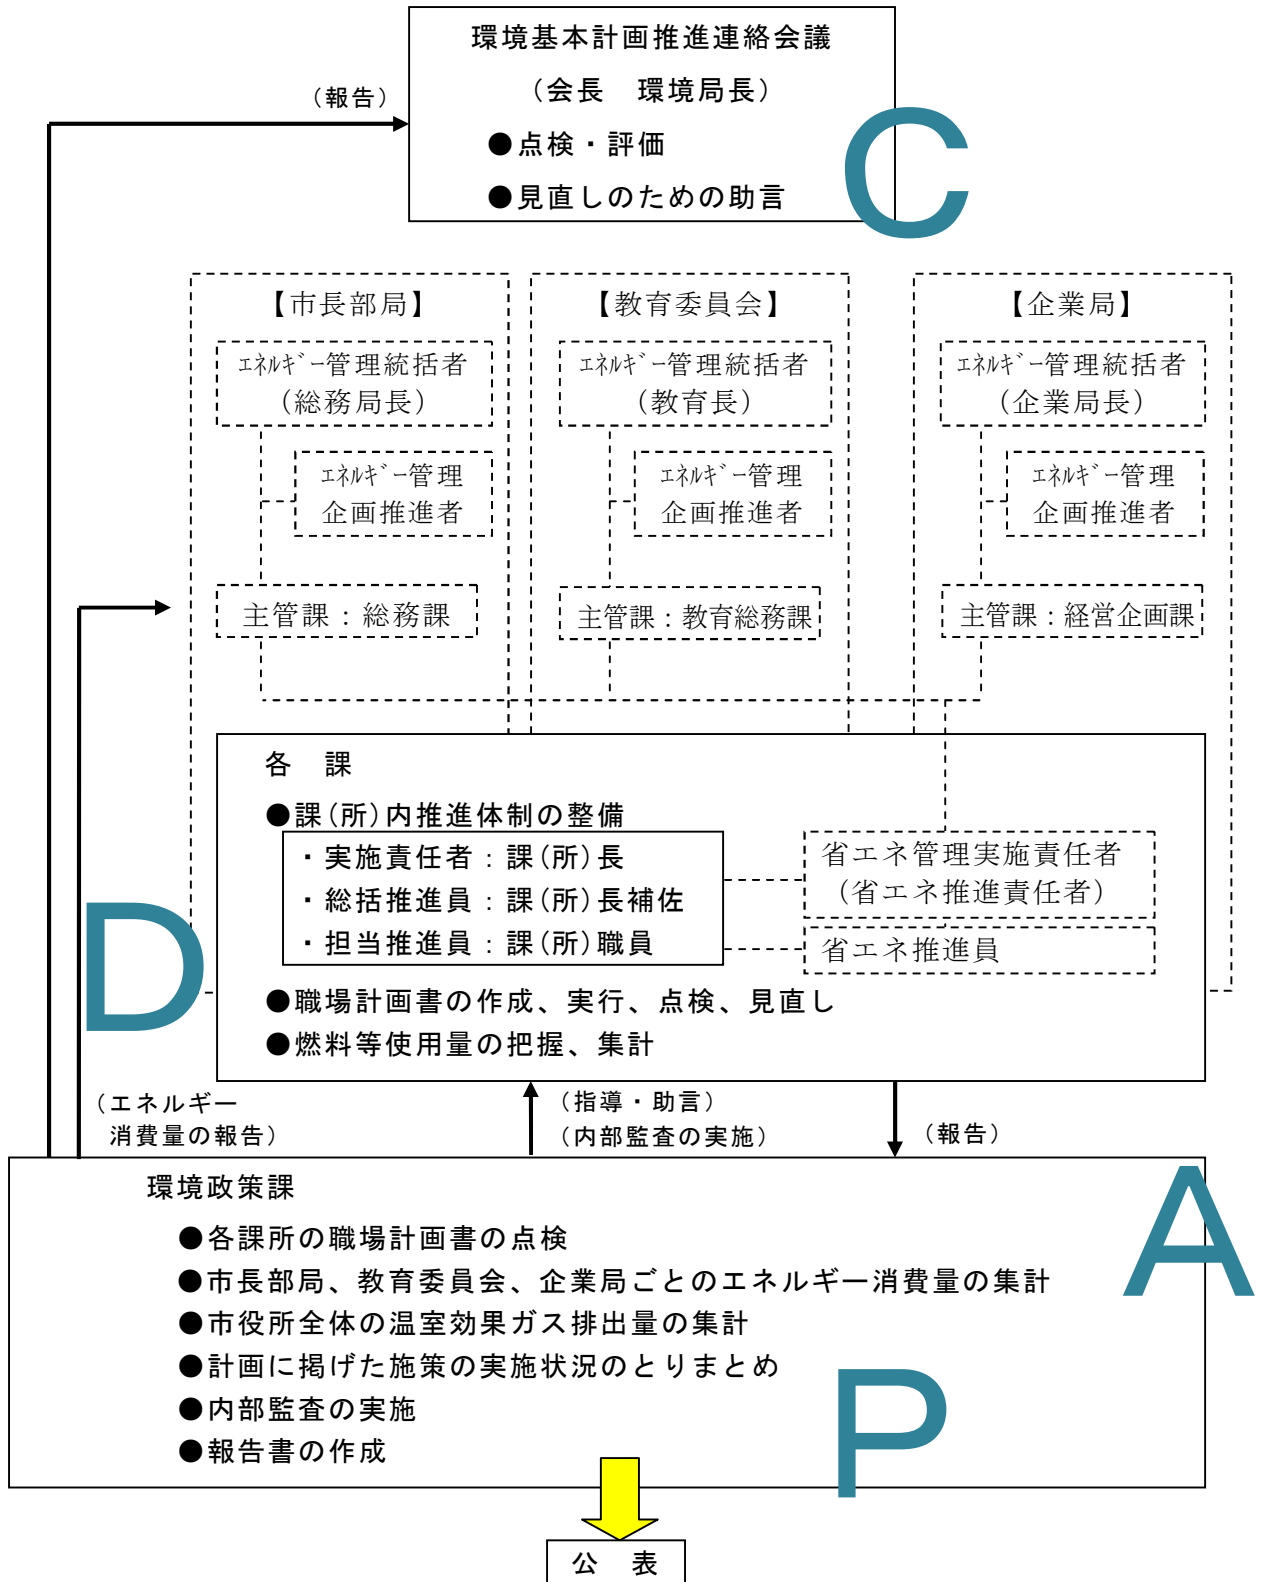 環境基本計画推進連絡会議
（会長　環境局長）
●点検・評価
●見直しのための助言
C
（報告）
【市長部局】
ｴﾈﾙｷﾞｰ管理統括者
（総務局長）
ｴﾈﾙｷﾞｰ管理
企画推進者
主管課：総務課
【教育委員会】
ｴﾈﾙｷﾞｰ管理統括者
（教育長）
ｴﾈﾙｷﾞｰ管理
企画推進者
主管課：教育総務課
【企業局】
ｴﾈﾙｷﾞｰ管理統括者
（企業局長）
ｴﾈﾙｷﾞｰ管理
企画推進者
主管課：経営企画課
各　課
●課(所)内推進体制の整備
・実施責任者：課(所)長
・総括推進員：課(所)長補佐
・担当推進員：課(所)職員
省エネ管理実施責任者
（省エネ推進責任者）
省エネ推進員
●職場計画書の作成、実行、点検、見直し
●燃料等使用量の把握、集計
D
（エネルギー
消費量の報告）
（指導・助言）
（内部監査の実施）
（報告）
環境政策課
●各課所の職場計画書の点検
●市長部局、教育委員会、企業局ごとのエネルギー消費量の集計
●市役所全体の温室効果ガス排出量の集計
●計画に掲げた施策の実施状況のとりまとめ
●内部監査の実施
●報告書の作成
A
P
公　表